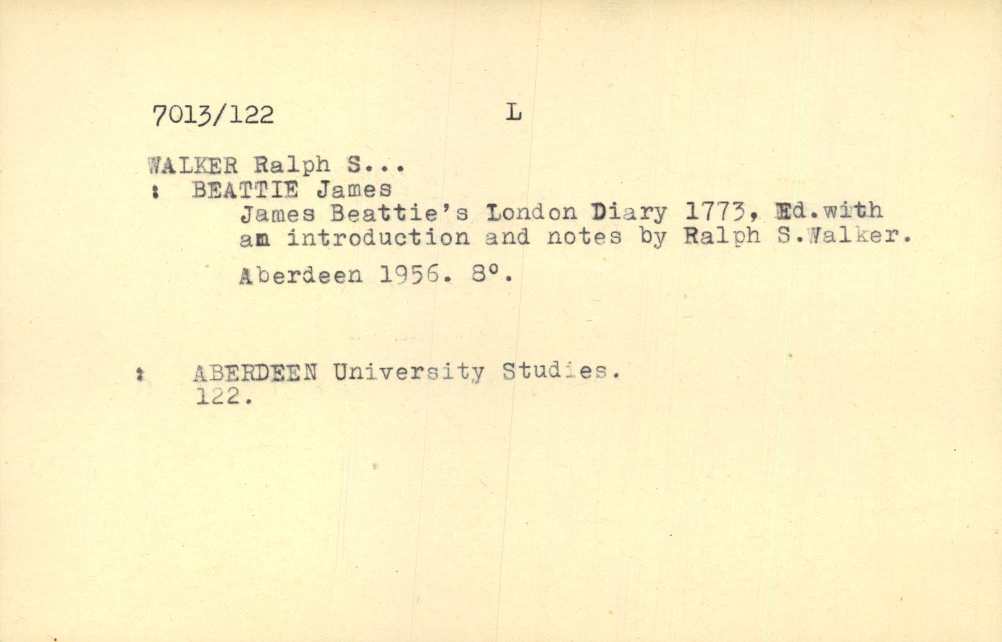 7013/122 L
WALKER Ralph S...
: BEATTIE James
James Beattie's London Diary 1773, Ed.with
an introduction and notes by Ralph S.Walker.
Aberdeen 1956. 8°.
: ABERDEEN University Studies.
122.